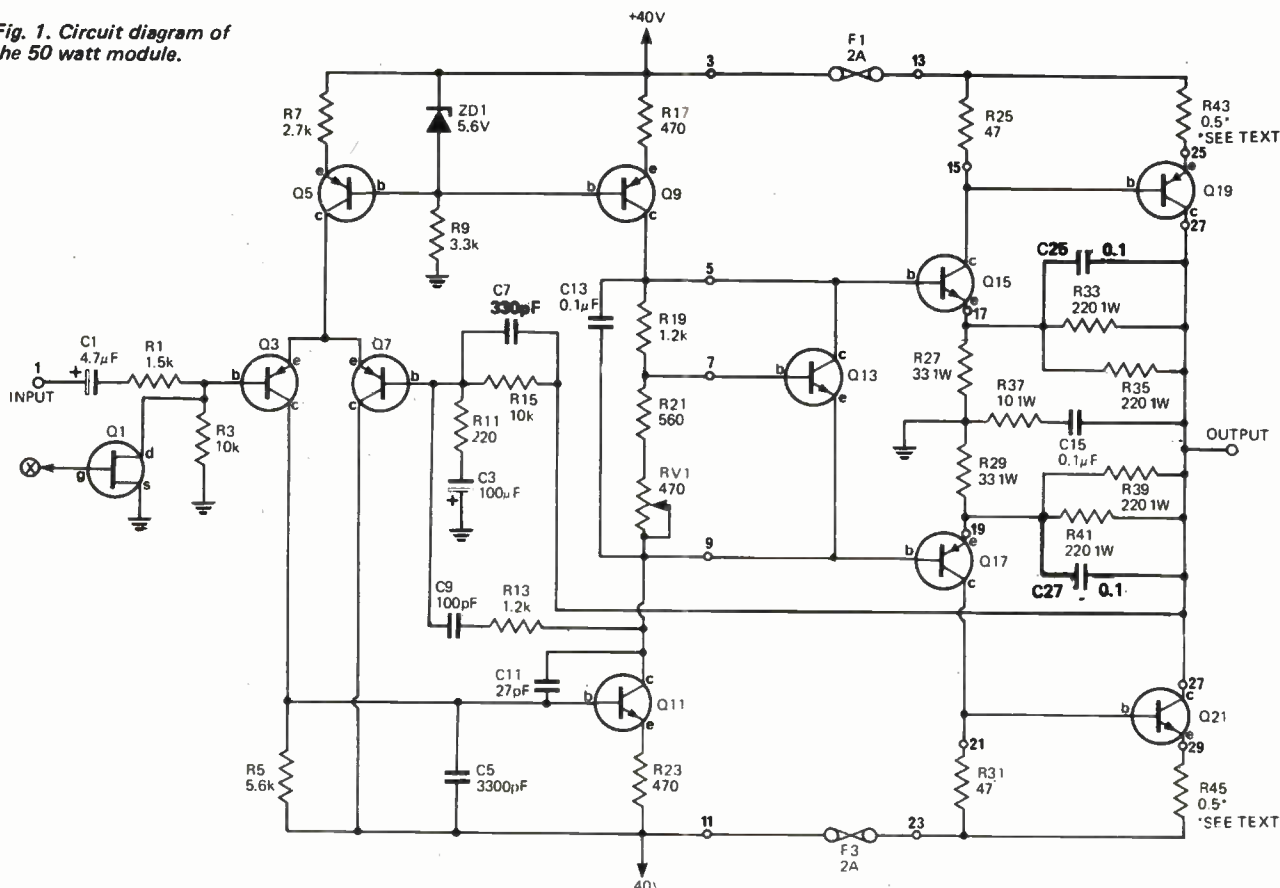 Fig. 1. Circuit diagram of
the 50 watt module.
+40V
F1
2A
3
13
R7
2.7k
ZD1
5.6V
R17
470
R25
47
R43
0.5*
*SEE TEXT
15
25
e
Q5
b
c
b
e
Q9
c
b
e
Q19
c
27
R9
3.3k
C25 0.1
C7
330pF
C13
0.1µF
5
b
c
Q15
e
17
R33
220 1W
R19
1.2k
C1
4.7µF
R1
1.5k
Q3
b
e
c
Q7
e
b
c
R15
10k
7
b
c
Q13
e
R27
33 1W
R35
220 1W
1
INPUT
+
R37
10 1W
R11
220
R21
560
C15
0.1µF
OUTPUT
Q1
d
g
s
X
R3
10k
C3
100µF
+
RV1
470
R29
33 1W
R39
220 1W
R41
220 1W
9
19
b
e
Q17
c
C27 0.1
C9
100pF
R13
1.2k
C11
27pF
b
c
Q11
e
27
c
b
Q21
e
29
21
R5
5.6k
C5
3300pF
R23
470
R31
47
R45
0.5*
*SEE TEXT
11
23
F3
2A
40V